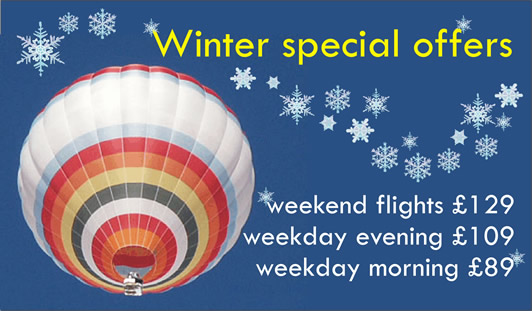 Winter special offers
weekend flights £129
weekday evening £109
weekday morning £89